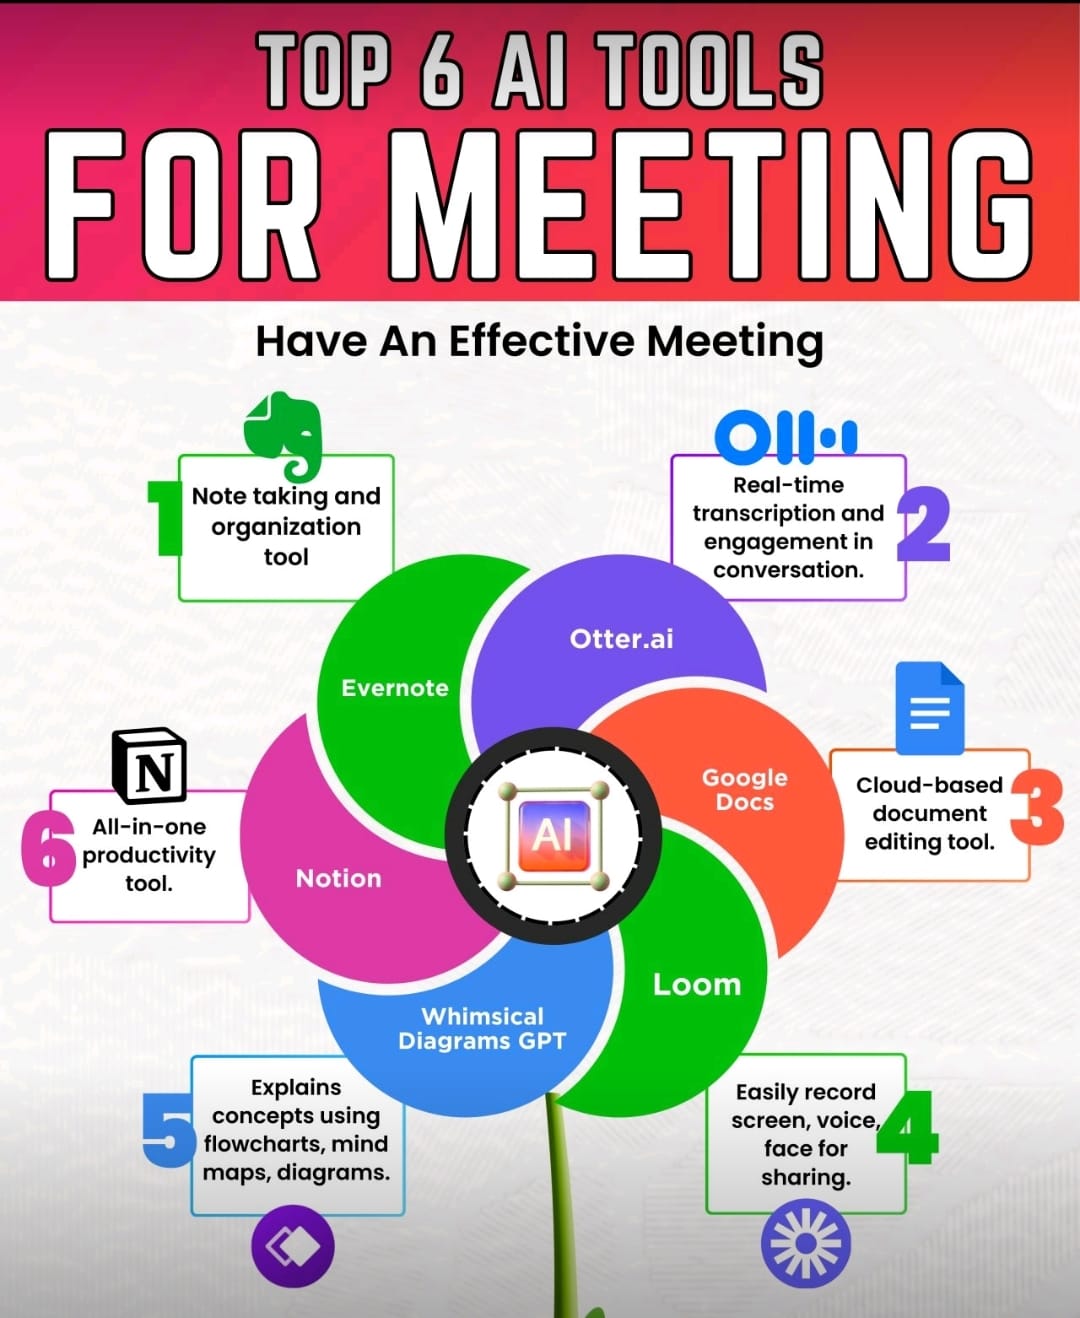 TOP 6 AI TOOLS
FOR MEETING
Have An Effective Meeting
1
Note taking and
organization
tool
Otter
2
Real-time
transcription and
engagement in
conversation.
Evernote
Otter.ai
Google
Docs
3
Cloud-based
document
editing tool.
N
6
All-in-one
productivity
tool.
Notion
AI
Loom
Whimsical
Diagrams GPT
5
Explains
concepts using
flowcharts, mind
maps, diagrams.
4
Easily record
screen, voice,
face for
sharing.